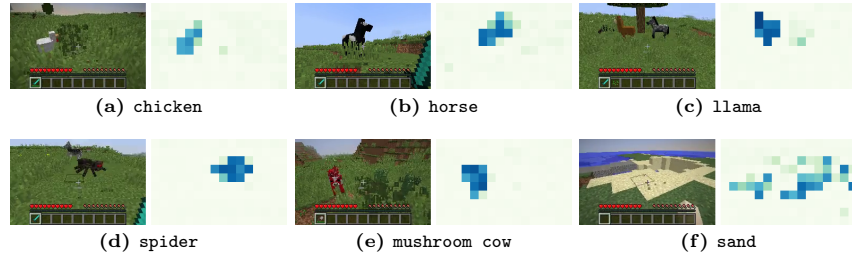 (a) chicken
(b) horse
(c) llama
(d) spider
(e) mushroom cow
(f) sand